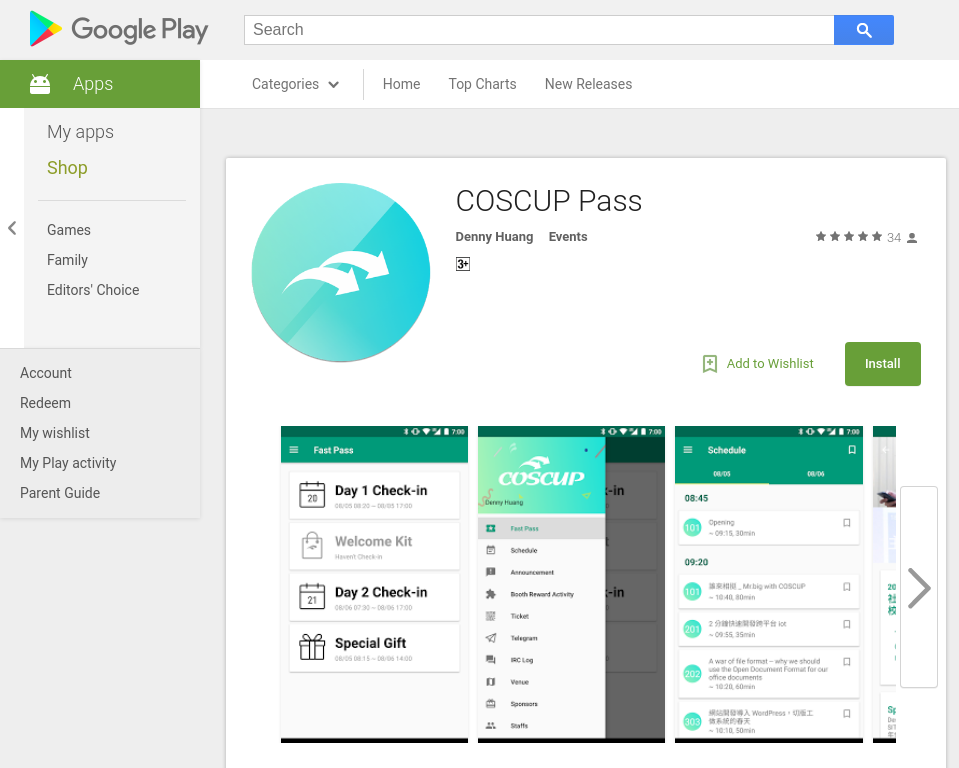 Google Play
Search
Apps
Categories
Home
Top Charts
New Releases
My apps
Shop
Games
Family
Editors' Choice
Account
Redeem
My wishlist
My Play activity
Parent Guide
COSCUP Pass
Denny Huang Events
34
3+
Add to Wishlist
Install
7:00
Fast Pass
20
Day 1 Check-in
08/05 08:20 ~ 08/05 17:00
Welcome Kit
Haven't Check-in
21
Day 2 Check-in
08/06 07:30 ~ 08/06 17:00
Special Gift
08/05 08:15 ~ 08/06 14:00
7:00
COSCUP
Denny Huang
Fast Pass
Schedule
Announcement
Booth Reward Activity
Ticket
Telegram
IRC Log
Venue
Sponsors
Staffs
k-in
k-in
7:00
Schedule
08/05
08/06
08:45
101
Opening
~ 09:15, 30min
09:20
101
誰來相挺 _ Mr.big with COSCUP
~ 10:40, 80min
201
2 分鐘快速開發跨平台 iot
~ 09:55, 35min
202
A war of file format -- why we should
use the Open Document Format for our
office documents
~ 10:20, 60min
303
網站開發導入 WordPress，切版工
做系統的春天
~ 10:10, 50min